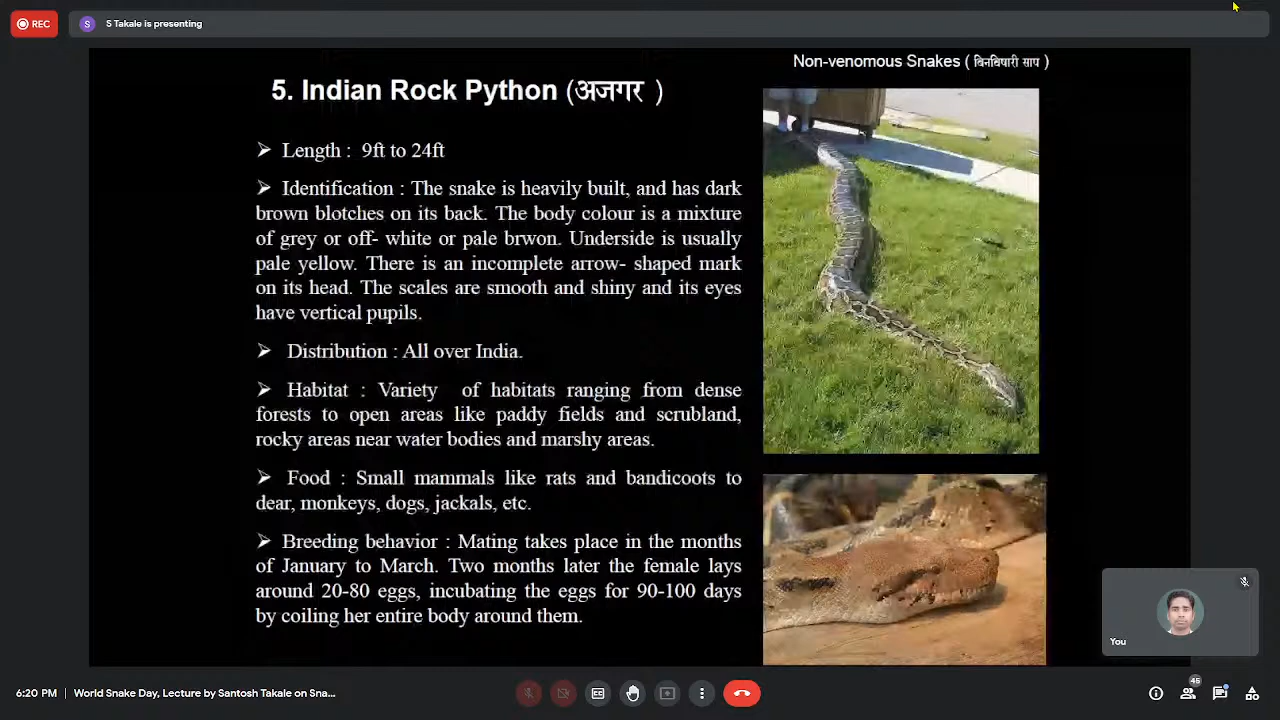 REC
S
S Takale is presenting
Non-venomous Snakes ( बिनविषारी साप )
5. Indian Rock Python (अजगर )
➢ Length : 9ft to 24ft
➢ Identification : The snake is heavily built, and has dark
brown blotches on its back. The body colour is a mixture
of grey or off- white or pale brwon. Underside is usually
pale yellow. There is an incomplete arrow- shaped mark
on its head. The scales are smooth and shiny and its eyes
have vertical pupils.
➢ Distribution : All over India.
➢ Habitat : Variety of habitats ranging from dense
forests to open areas like paddy fields and scrubland,
rocky areas near water bodies and marshy areas.
➢ Food : Small mammals like rats and bandicoots to
dear, monkeys, dogs, jackals, etc.
➢ Breeding behavior : Mating takes place in the months
of January to March. Two months later the female lays
around 20-80 eggs, incubating the eggs for 90-100 days
by coiling her entire body around them.
You
6:20 PM | World Snake Day, Lecture by Santosh Takale on Sna...
45